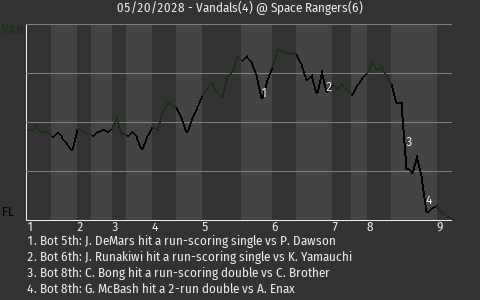 05/20/2028 - Vandals(4) @ Space Rangers(6)
VAN
1
2
3
4
FL
1 2 3 4 5 6 7 8 9
1. Bot 5th: J. DeMars hit a run-scoring single vs P. Dawson
2. Bot 6th: J. Runakiwi hit a run-scoring single vs K. Yamauchi
3. Bot 8th: C. Bong hit a run-scoring double vs C. Brother
4. Bot 8th: G. McBash hit a 2-run double vs A. Enax